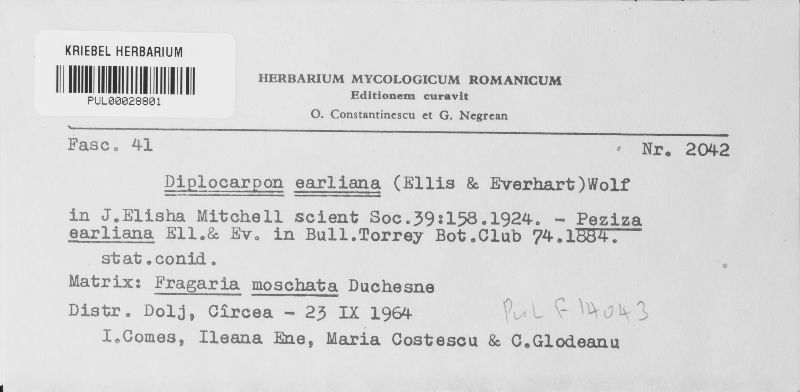 KRIEBEL HERBARIUM
PUL00028801
HERBARIUM MYCOLOGICUM ROMANICUM
Editionem curavit
O. Constantinescu et G. Negrean
Fasc. 41
Nr. 2042
Diplocarpon earliana (Ellis & Everhart)Wolf
in J.Elisha Mitchell scient Soc.39:158.1924. - Peziza
earliana Ell.& Ev. in Bull.Torrey Bot.Club 74.1884.
stat.conid.
Matrix: Fragaria moschata Duchesne
Distr. Dolj, Cîrcea - 23 IX 1964
PUL F 14043
I.Comes, Ileana Ene, Maria Costescu & C.Glodeanu